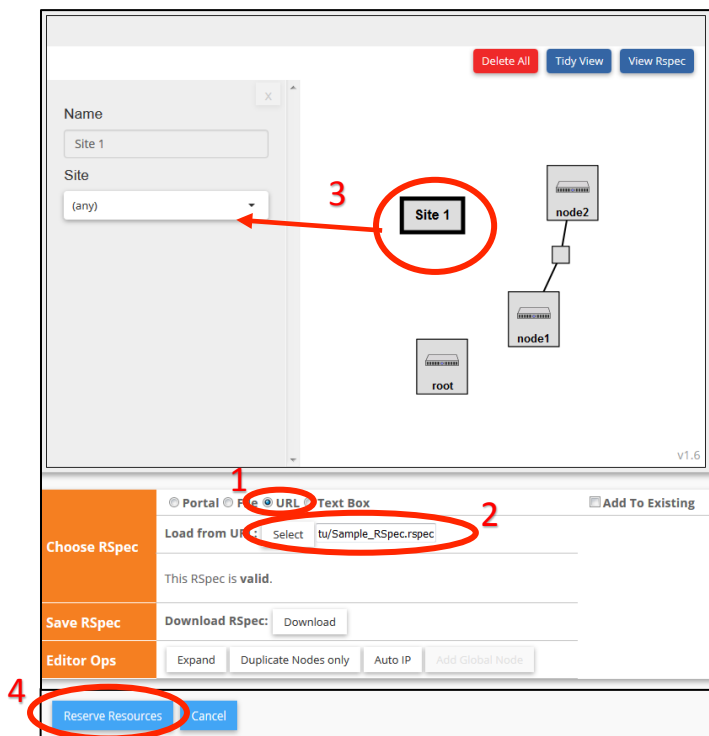 Delete All Tidy View View Rspec
x
Name
Site 1
Site
(any)
3
Site 1
node2
node1
root
v1.6
1
Portal File URL Text Box Add To Existing
2
Choose RSpec
Load from URL: Select tu/Sample_RSpec.rspec
This RSpec is valid.
Save RSpec Download RSpec: Download
Editor Ops Expand Duplicate Nodes only Auto IP Add Global Node
4
Reserve Resources Cancel